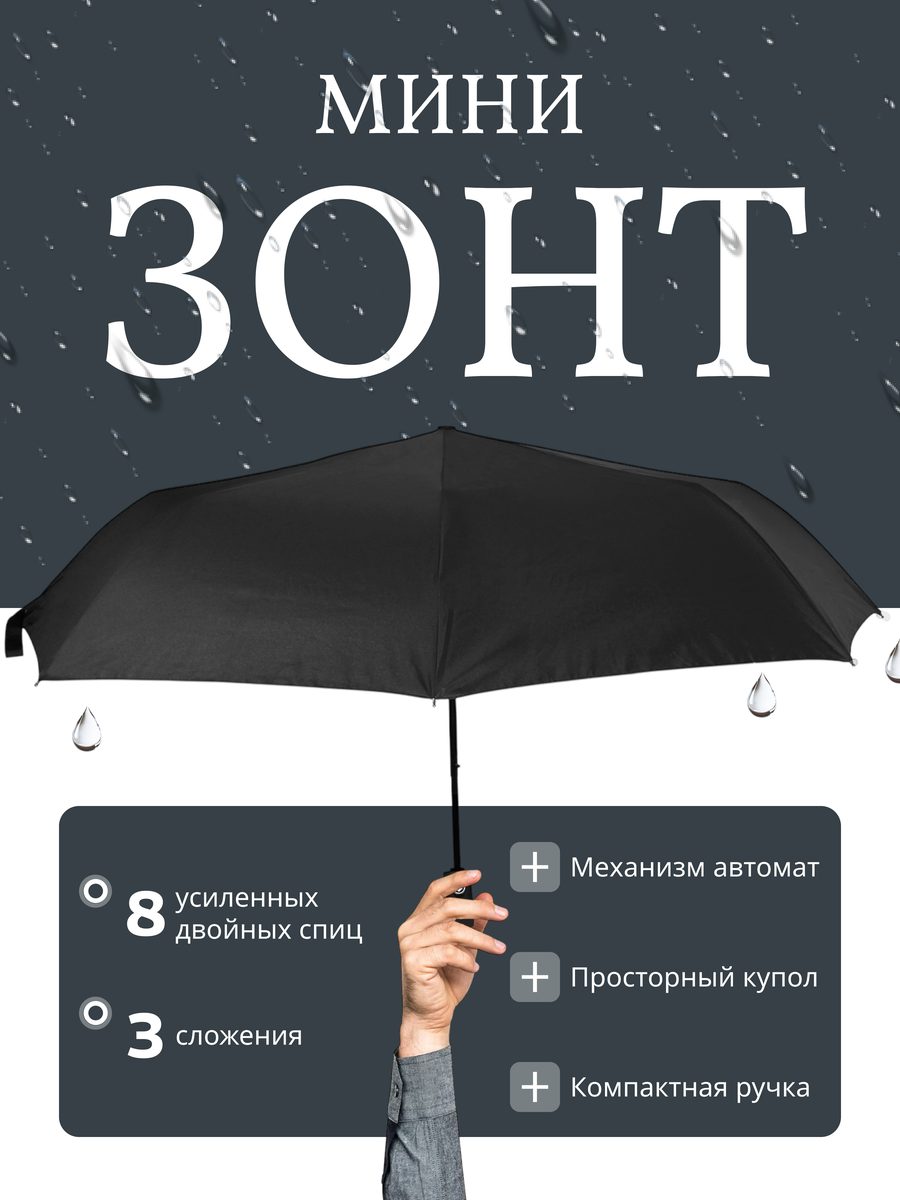 МИНИ
ЗОНТ
8 усиленных
двойных спиц
3 сложения
Механизм автомат
Просторный купол
Компактная ручка